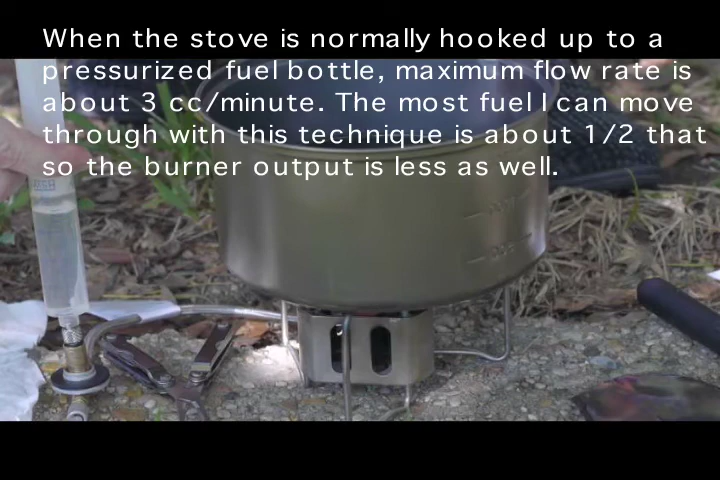 When the stove is normally hooked up to a
pressurized fuel bottle, maximum flow rate is
about 3 cc/minute. The most fuel I can move
through with this technique is about 1/2 that
so the burner output is less as well.